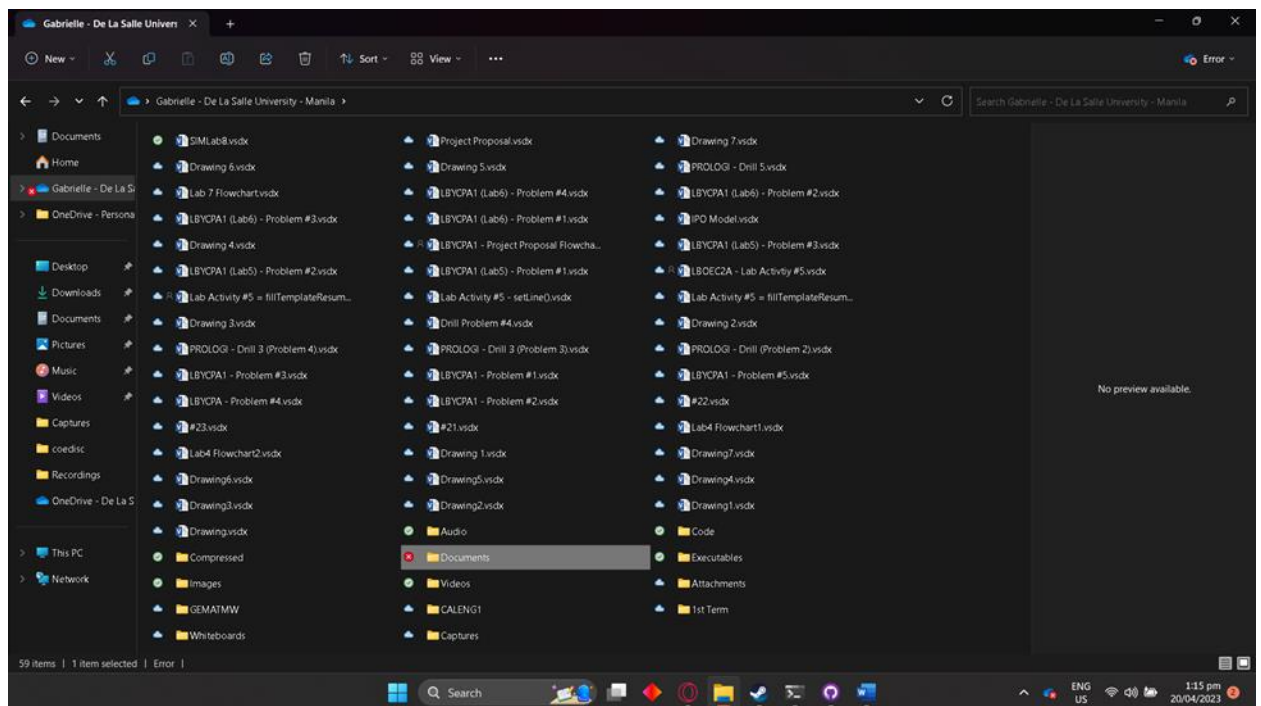 Gabrielle - De La Salle Univers
New
Sort
View
Error
Gabrielle - De La Salle University - Manila
Search Gabrielle - De La Salle University - Manila
Documents
Home
Gabrielle - De La Sa
OneDrive - Persona
Desktop
Downloads
Documents
Pictures
Music
Videos
Captures
coedisc
Recordings
OneDrive - De La S
This PC
Network
SIMLab8.vsdx Project Proposal.vsdx Drawing 7.vsdx
Drawing 6.vsdx Drawing 5.vsdx PROLOGI - Drill 5.vsdx
Lab 7 Flowchart.vsdx LBYCPA1 (Lab6) - Problem #4.vsdx LBYCPA1 (Lab6) - Problem #2.vsdx
LBYCPA1 (Lab6) - Problem #3.vsdx LBYCPA1 (Lab6) - Problem #1.vsdx IPO Model.vsdx
Drawing 4.vsdx LBYCPA1 - Project Proposal Flowcha... LBYCPA1 (Lab5) - Problem #3.vsdx
LBYCPA1 (Lab5) - Problem #2.vsdx LBYCPA1 (Lab5) - Problem #1.vsdx LBOEC2A - Lab Activtiy #5.vsdx
Lab Activity #5 = fillTemplateResum... Lab Activity #5 - setLine().vsdx Lab Activity #5 = fillTemplateResum...
Drawing 3.vsdx Drill Problem #4.vsdx Drawing 2.vsdx
PROLOGI - Drill 3 (Problem 4).vsdx PROLOGI - Drill 3 (Problem 3).vsdx PROLOGI - Drill (Problem 2).vsdx
LBYCPA1 - Problem #3.vsdx LBYCPA1 - Problem #1.vsdx LBYCPA1 - Problem #5.vsdx
LBYCPA - Problem #4.vsdx LBYCPA1 - Problem #2.vsdx #22.vsdx
#23.vsdx #21.vsdx Lab4 Flowchart1.vsdx
Lab4 Flowchart2.vsdx Drawing 1.vsdx Drawing7.vsdx
Drawing6.vsdx Drawing5.vsdx Drawing4.vsdx
Drawing3.vsdx Drawing2.vsdx Drawing1.vsdx
Drawing.vsdx Audio Code
Compressed Documents Executables
Images Videos Attachments
GEMATMW CALENG1 1st Term
Whiteboards Captures
No preview available.
59 items | 1 item selected | Error |
Search
ENG
US
1:15 pm
20/04/2023
2